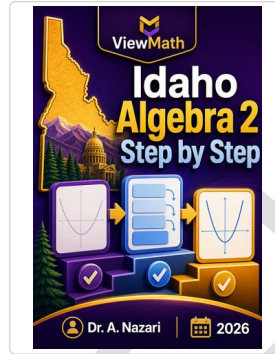 ViewMath
Idaho
Algebra 2
Step by Step
Dr. A. Nazari
2026